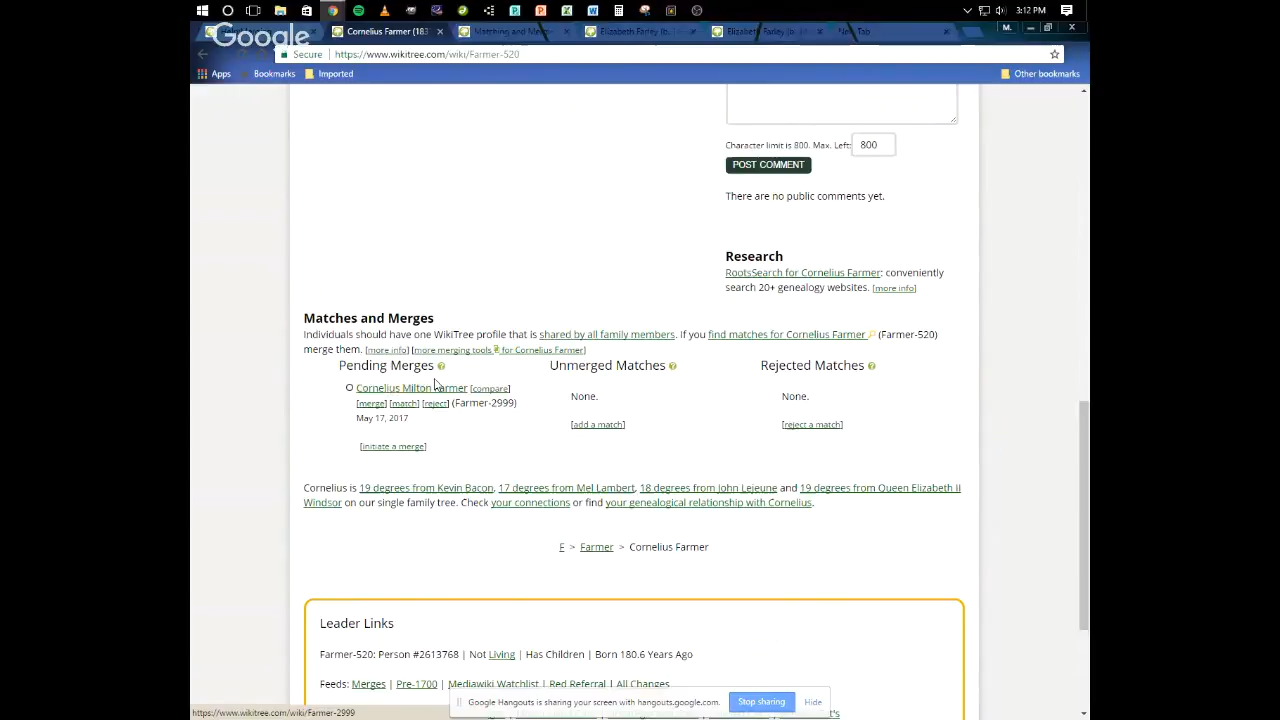 3:12 PM
Google
Cornelius Farmer (183
Matching and Me
Elizabeth Farley (b.
Elizabeth Farley (b.
New Tab
M.
Secure https://www.wikitree.com/wiki/Farmer-520
Apps Bookmarks Imported Other bookmarks
Character limit is 800. Max. Left: 800
POST COMMENT
There are no public comments yet.
Research
RootsSearch for Cornelius Farmer: conveniently
search 20+ genealogy websites. [more info]
Matches and Merges
Individuals should have one WikiTree profile that is shared by all family members. If you find matches for Cornelius Farmer (Farmer-520)
merge them. [more info] [more merging tools for Cornelius Farmer]
Pending Merges Unmerged Matches Rejected Matches
Cornelius Milton Farmer [compare]
[merge] [match] [reject] (Farmer-2999)
May 17, 2017
[initiate a merge]
None.
[add a match]
None.
[reject a match]
Cornelius is 19 degrees from Kevin Bacon, 17 degrees from Mel Lambert, 18 degrees from John Lejeune and 19 degrees from Queen Elizabeth II
Windsor on our single family tree. Check your connections or find your genealogical relationship with Cornelius.
F > Farmer > Cornelius Farmer
Leader Links
Farmer-520: Person #2613768 | Not Living | Has Children | Born 180.6 Years Ago
Feeds: Merges | Pre-1700 | Mediawiki Watchlist | Red Referral | All Changes
Google Hangouts is sharing your screen with hangouts.google.com. Stop sharing Hide
https://www.wikitree.com/wiki/Farmer-2999